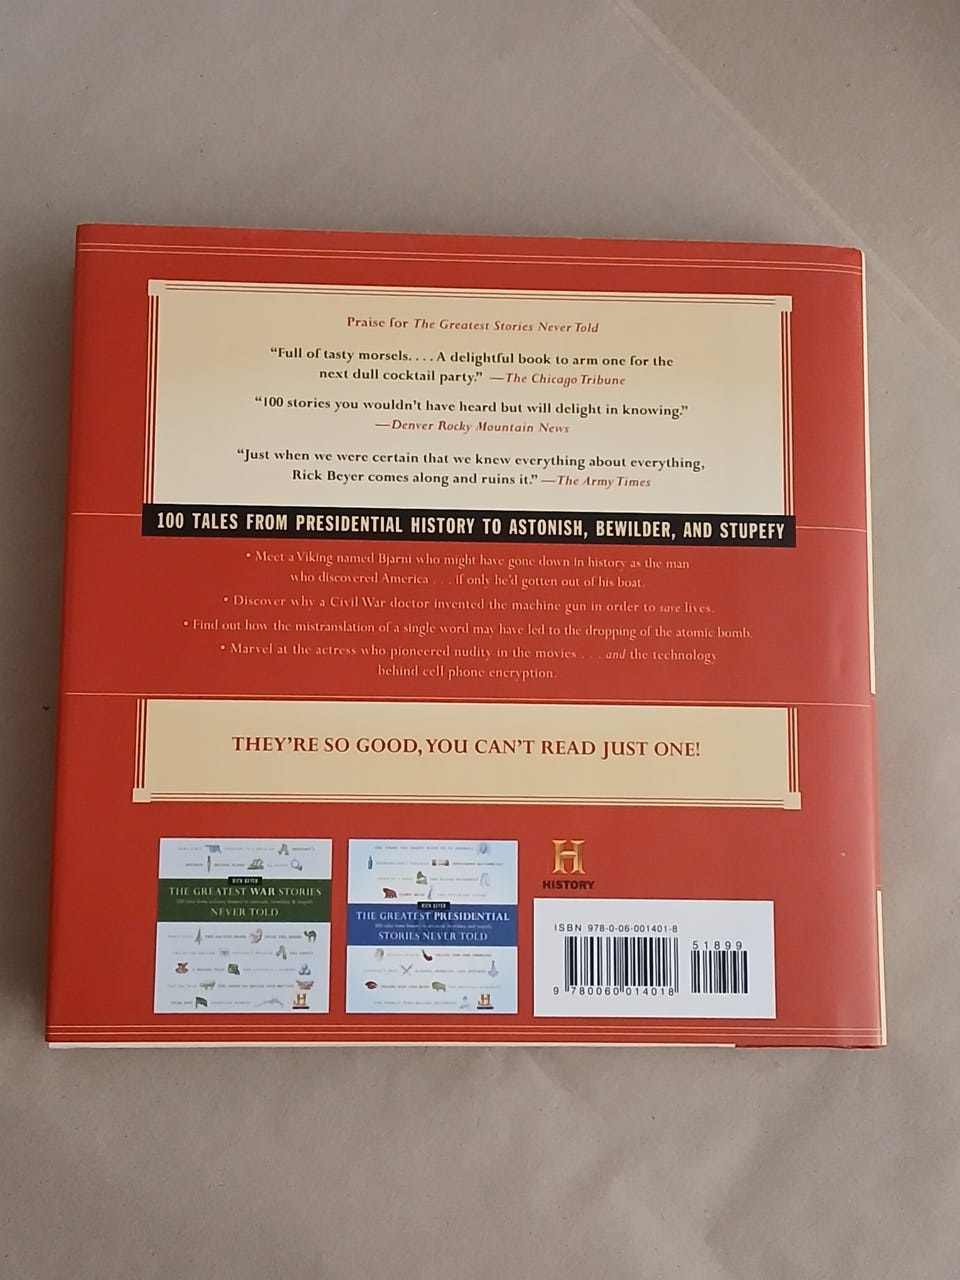 Praise for The Greatest Stories Never Told
“Full of tasty morsels. . . . A delightful book to arm one for the
next dull cocktail party.” —The Chicago Tribune
“100 stories you wouldn’t have heard but will delight in knowing.”
—Denver Rocky Mountain News
“Just when we were certain that we knew everything about everything,
Rick Beyer comes along and ruins it.” —The Army Times
100 TALES FROM PRESIDENTIAL HISTORY TO ASTONISH, BEWILDER, AND STUPEFY
• Meet a Viking named Bjarni who might have gone down in history as the man
who discovered America . . . if only he’d gotten out of his boat.
• Discover why a Civil War doctor invented the machine gun in order to save lives.
• Find out how the mistranslation of a single word may have led to the dropping of the atomic bomb.
• Marvel at the actress who pioneered nudity in the movies . . . and the technology
behind cell phone encryption.
THEY’RE SO GOOD, YOU CAN’T READ JUST ONE!
RICK BEYER
THE GREATEST WAR STORIES
NEVER TOLD
H
RICK BEYER
THE GREATEST PRESIDENTIAL
STORIES NEVER TOLD
H
H
HISTORY
ISBN 978-0-06-001401-8
51899
9 780060 014018